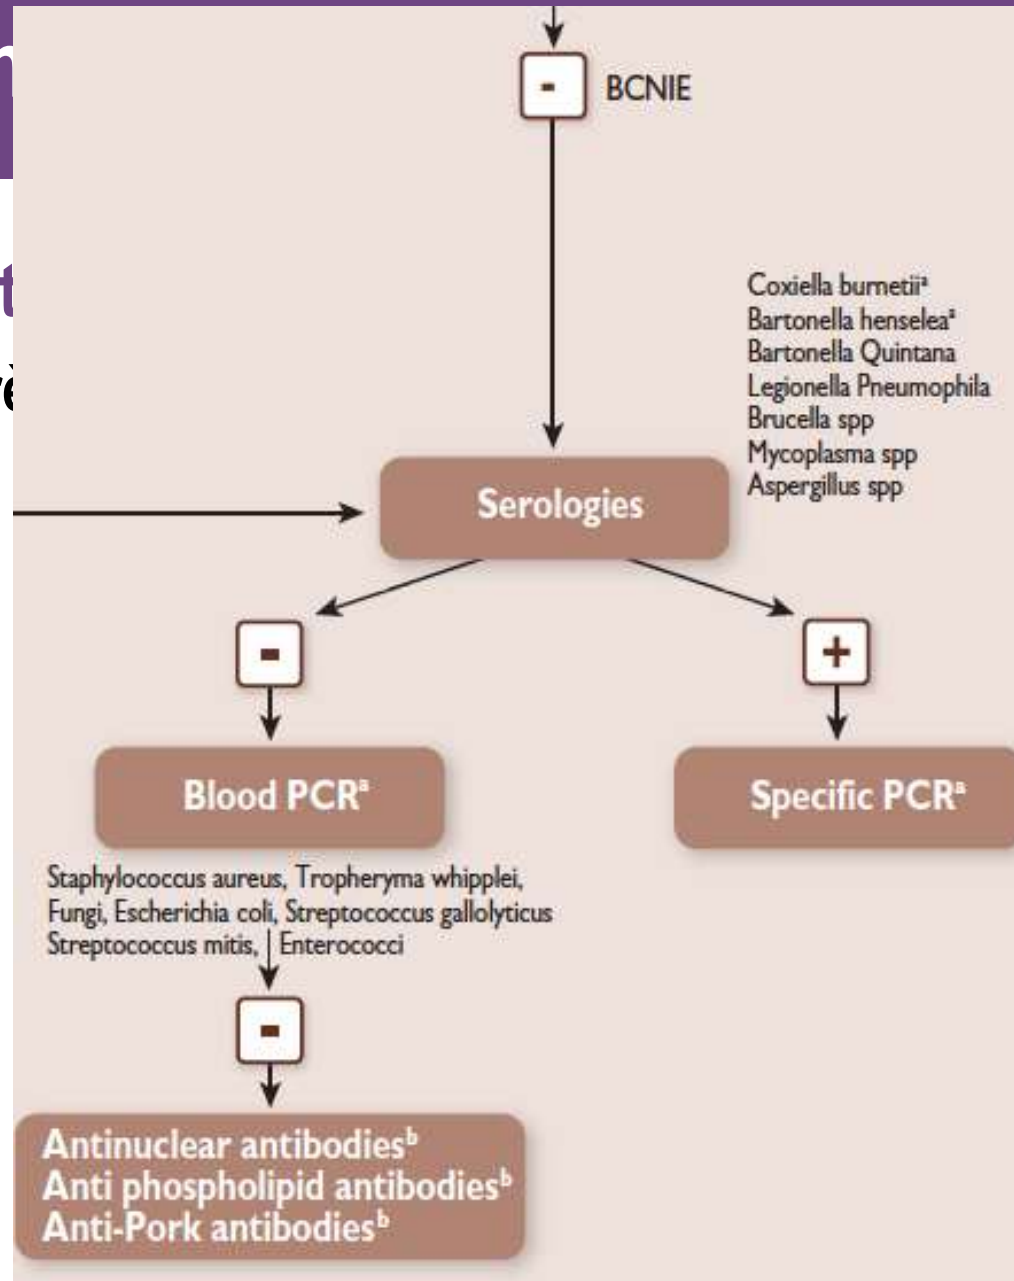 -
BCNIE
Coxiella burnetiiª
Bartonella henseleaª
Bartonella Quintana
Legionella Pneumophila
Brucella spp
Mycoplasma spp
Aspergillus spp
Serologies
-
+
Blood PCRª
Specific PCRª
Staphylococcus aureus, Tropheryma whipplei,
Fungi, Escherichia coli, Streptococcus gallolyticus
Streptococcus mitis, Enterococci
-
Antinuclear antibodiesᵇ
Anti phospholipid antibodiesᵇ
Anti-Pork antibodiesᵇ